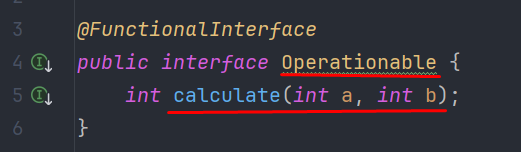 3 @FunctionalInterface
4 public interface Operationable {
5 int calculate(int a, int b);
6 }